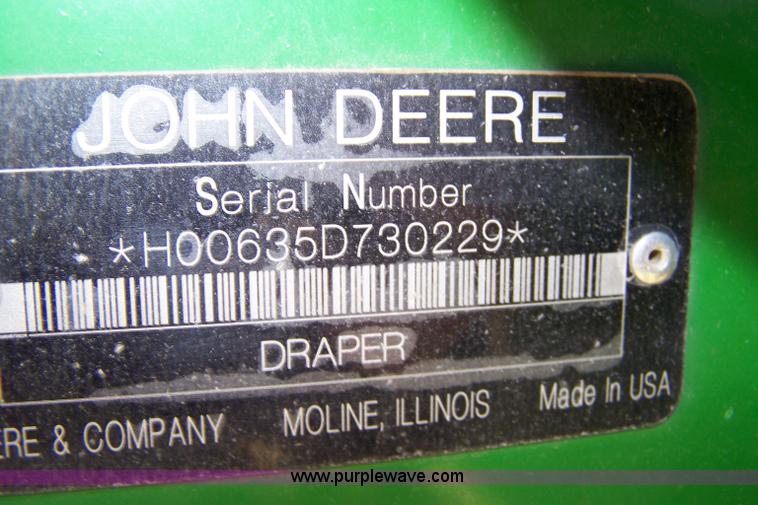 JOHN DEERE
Serial Number
*H00635D730229*
DRAPER
ERE & COMPANY MOLINE, ILLINOIS Made In USA
www.purplewave.com